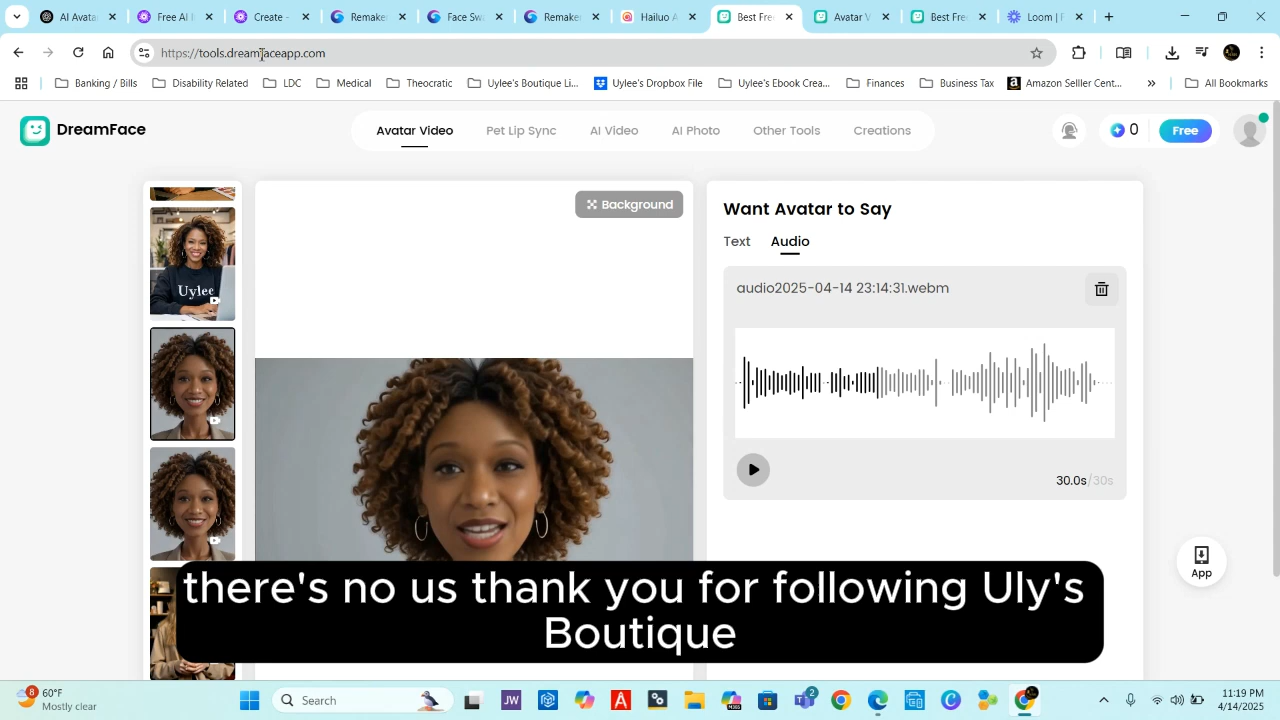 Sk
Free AI I
Create -
Remake
Face Sw
Remake
Hailuo A
Best Fre
Avatar V
Best Fre
Loom | F
https://tools.dreamfaceapp.com
Banking / Bills
Disability Related
LDC
Medical
Theocratic
Uylee's Boutique Li...
Uylee's Dropbox File
Uylee's Ebook Crea...
Finances
Business Tax
Amazon Selller Cent...
All Bookmarks
DreamFace
Avatar Video
Pet Lip Sync
AI Video
AI Photo
Other Tools
Creations
0
Free
Background
Uylee
Want Avatar to Say
Text
Audio
audio2025-04-14 23:14:31.webm
30.0s/30s
App
there's no us thank you for following Uly's
Boutique
8
60°F
Mostly clear
Search
JW
M365
2
11:19 PM
4/14/2025